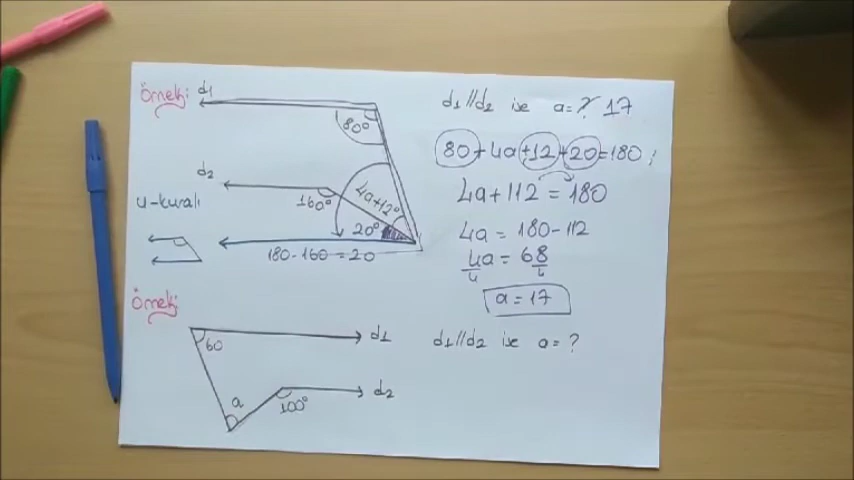 Örnek:
d1
80°
d2
160°
4a+12°
20°
U-kuralı
180-160=20
d1//d2 ise a=? 17
80+4a+12+20=180
4a+112=180
4a=180-112
4a=68
4 4
a=17
Örnek:
60
d1
a
100°
d2
d1//d2 ise a=?